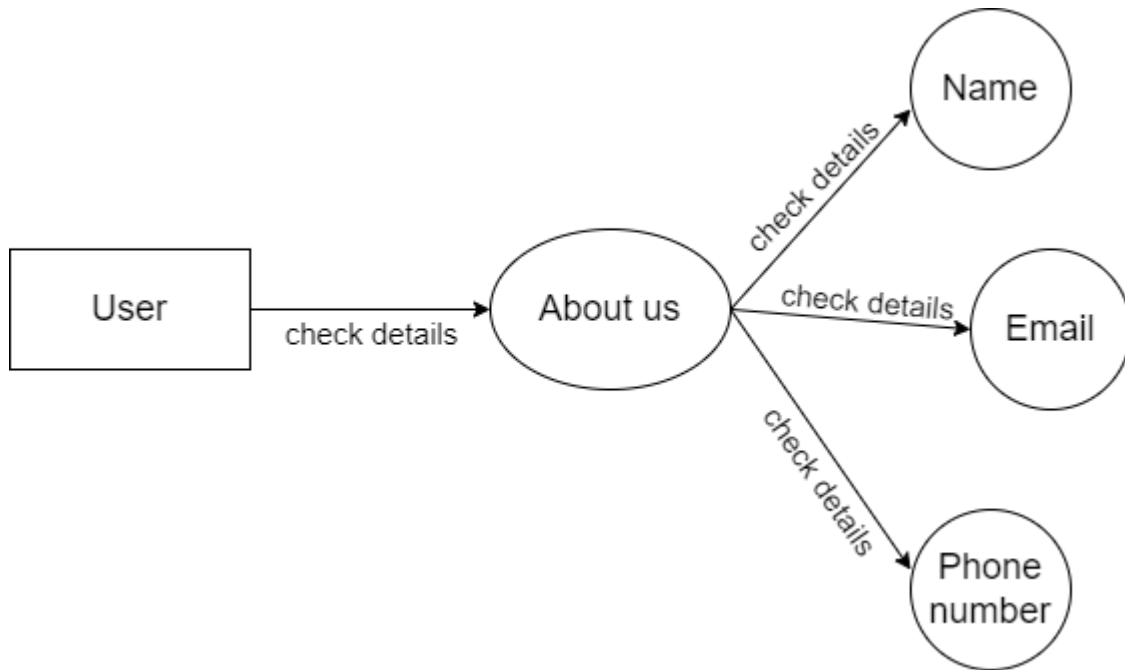 Name
check details
User
check details
About us
check details
Email
check details
Phone
number